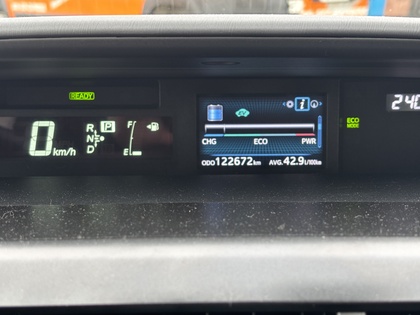 READY
0 km/h
R P
N
D
F
E
i
CHG ECO PWR
ODO 122672 km AVG. 42.9 L/100km
ECO
MODE
240